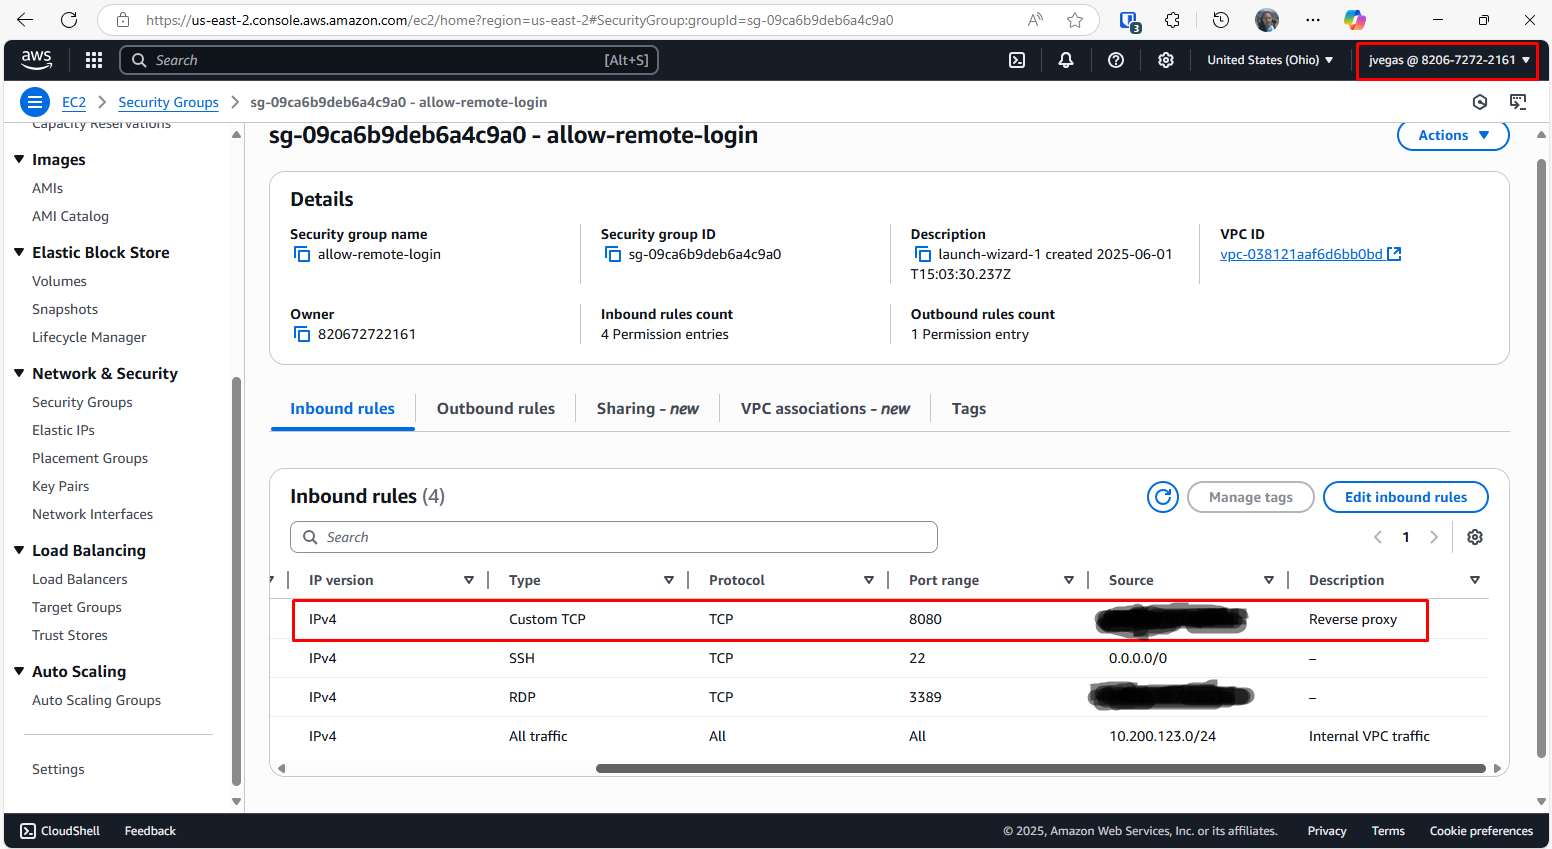 https://us-east-2.console.aws.amazon.com/ec2/home?region=us-east-2#SecurityGroup:groupId=sg-09ca6b9deb6a4c9a0
3
aws
Search [Alt+S]
United States (Ohio)
jvegas @ 8206-7272-2161
EC2 Security Groups sg-09ca6b9deb6a4c9a0 - allow-remote-login
Capacity Reservations
Images
AMIs
AMI Catalog
Elastic Block Store
Volumes
Snapshots
Lifecycle Manager
Network & Security
Security Groups
Elastic IPs
Placement Groups
Key Pairs
Network Interfaces
Load Balancing
Load Balancers
Target Groups
Trust Stores
Auto Scaling
Auto Scaling Groups
Settings
sg-09ca6b9deb6a4c9a0 - allow-remote-login
Actions
Details
Security group name
allow-remote-login
Security group ID
sg-09ca6b9deb6a4c9a0
Description
launch-wizard-1 created 2025-06-01
T15:03:30.237Z
VPC ID
vpc-038121aaf6d6bb0bd
Owner
820672722161
Inbound rules count
4 Permission entries
Outbound rules count
1 Permission entry
Inbound rules Outbound rules Sharing - new VPC associations - new Tags
Inbound rules (4)
Manage tags Edit inbound rules
Search
1
IP version Type Protocol Port range Source Description
IPv4 Custom TCP TCP 8080 Reverse proxy
IPv4 SSH TCP 22 0.0.0.0/0 –
IPv4 RDP TCP 3389 –
IPv4 All traffic All All 10.200.123.0/24 Internal VPC traffic
CloudShell Feedback © 2025, Amazon Web Services, Inc. or its affiliates. Privacy Terms Cookie preferences